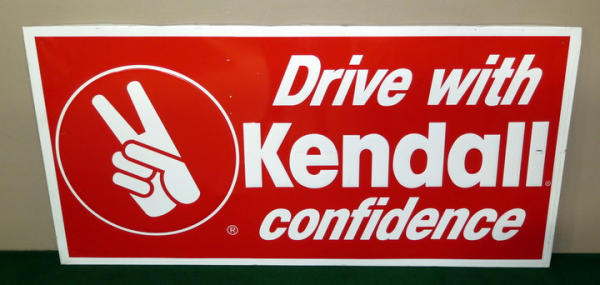 Drive with
Kendall®
confidence
®